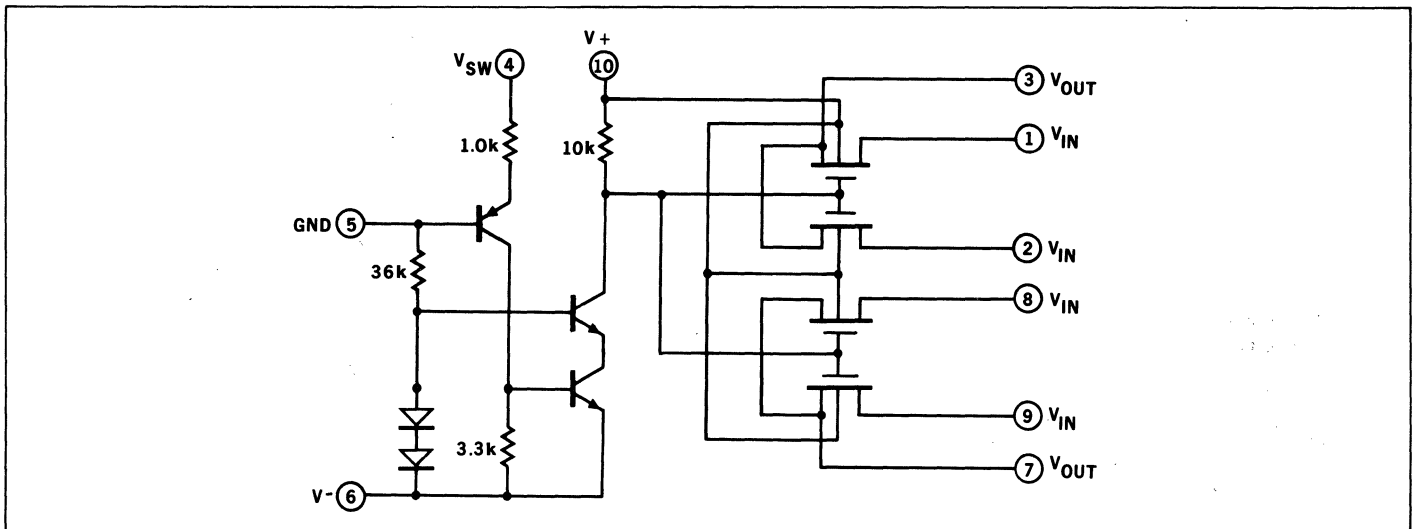 V+
V_SW 4
10
3 V_OUT
1 V_IN
1.0k
10k
GND 5
2 V_IN
36k
8 V_IN
9 V_IN
3.3k
7 V_OUT
V- 6